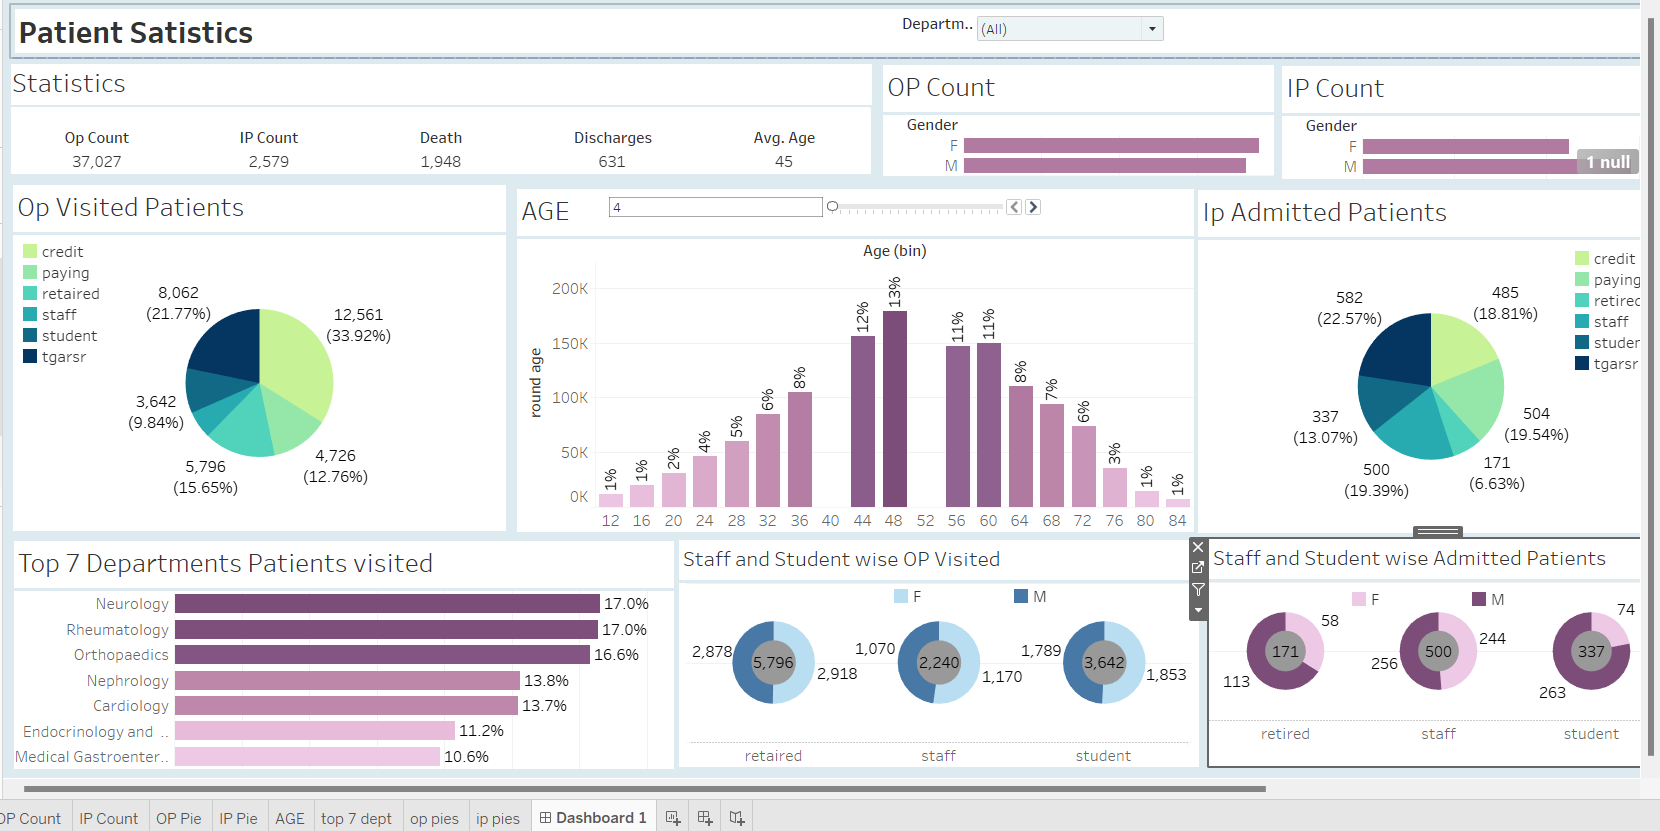 Patient Satistics
Departm.. (All)
Statistics
Op Count IP Count Death Discharges Avg. Age
37,027 2,579 1,948 631 45
OP Count
Gender
F
M
IP Count
Gender
F
M
1 null
Op Visited Patients
credit
paying
retaired
staff
student
tgarsr
8,062
(21.77%)
12,561
(33.92%)
3,642
(9.84%)
5,796
(15.65%)
4,726
(12.76%)
AGE
4
Age (bin)
round age
200K
150K
100K
50K
0K
1% 1% 2% 4% 5% 6% 8% 12% 13% 11% 11% 8% 7% 6% 3% 1% 1%
12 16 20 24 28 32 36 40 44 48 52 56 60 64 68 72 76 80 84
Ip Admitted Patients
credit
paying
retired
staff
studer
tgarsr
582
(22.57%)
485
(18.81%)
337
(13.07%)
504
(19.54%)
500
(19.39%)
171
(6.63%)
Top 7 Departments Patients visited
Neurology 17.0%
Rheumatology 17.0%
Orthopaedics 16.6%
Nephrology 13.8%
Cardiology 13.7%
Endocrinology and .. 11.2%
Medical Gastroenter.. 10.6%
Staff and Student wise OP Visited
F M
2,878 5,796 2,918
1,070 2,240 1,170
1,789 3,642 1,853
retaired staff student
Staff and Student wise Admitted Patients
F M
58 171 113
244 500 256
74 337 263
retired staff student
OP Count IP Count OP Pie IP Pie AGE top 7 dept op pies ip pies Dashboard 1